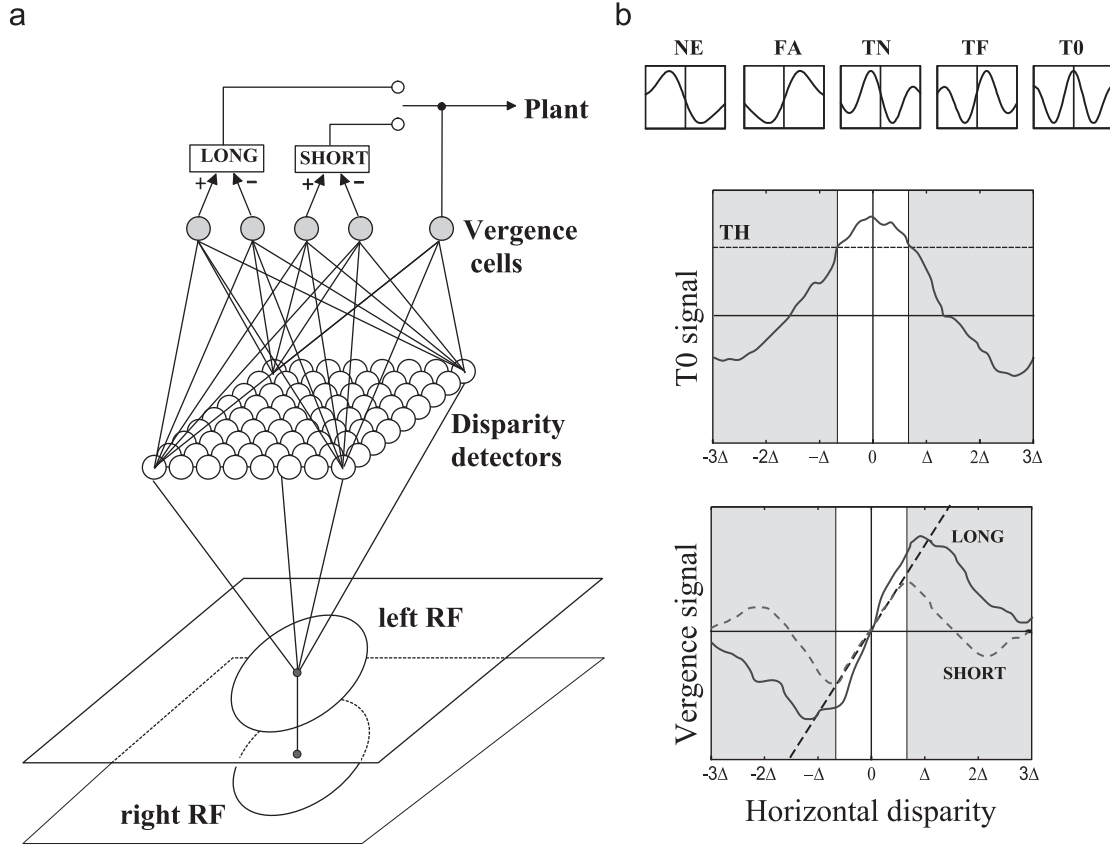 a
LONG
SHORT
+ - + -
Plant
Vergence
cells
Disparity
detectors
left RF
right RF
b
NE FA TN TF T0
TH
T0 signal
-3Δ -2Δ -Δ 0 Δ 2Δ 3Δ
LONG
SHORT
Vergence signal
-3Δ -2Δ -Δ 0 Δ 2Δ 3Δ
Horizontal disparity